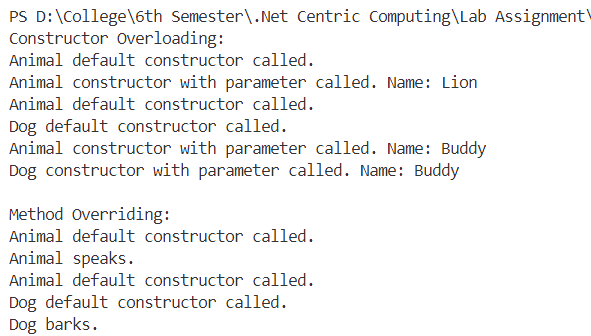 PS D:\College\6th Semester\.Net Centric Computing\Lab Assignment\
Constructor Overloading:
Animal default constructor called.
Animal constructor with parameter called. Name: Lion
Animal default constructor called.
Dog default constructor called.
Animal constructor with parameter called. Name: Buddy
Dog constructor with parameter called. Name: Buddy

Method Overriding:
Animal default constructor called.
Animal speaks.
Animal default constructor called.
Dog default constructor called.
Dog barks.